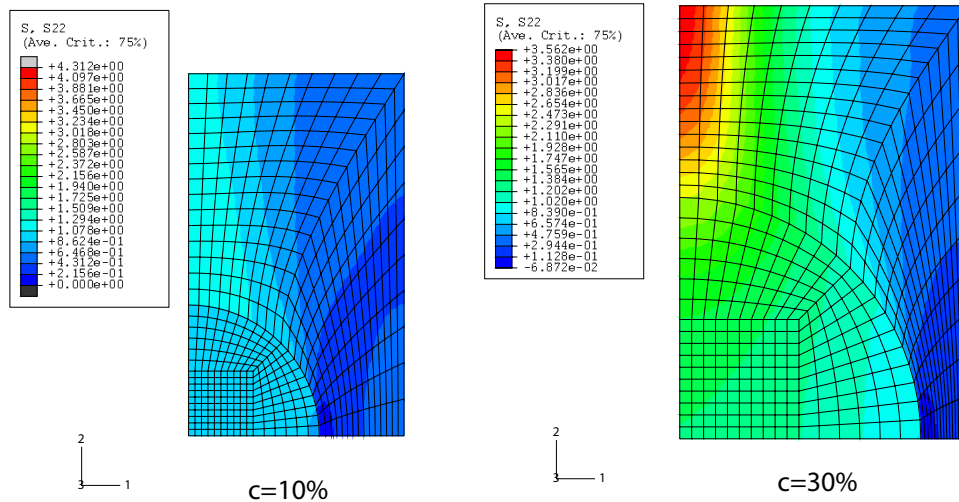 S, S22
(Ave. Crit.: 75%)
+4.312e+00
+4.097e+00
+3.881e+00
+3.665e+00
+3.450e+00
+3.234e+00
+3.018e+00
+2.803e+00
+2.587e+00
+2.372e+00
+2.156e+00
+1.940e+00
+1.725e+00
+1.509e+00
+1.294e+00
+1.078e+00
+8.624e-01
+6.468e-01
+4.312e-01
+2.156e-01
+0.000e+00
2
3
1
c=10%
S, S22
(Ave. Crit.: 75%)
+3.562e+00
+3.380e+00
+3.199e+00
+3.017e+00
+2.836e+00
+2.654e+00
+2.473e+00
+2.291e+00
+2.110e+00
+1.928e+00
+1.747e+00
+1.565e+00
+1.384e+00
+1.202e+00
+1.020e+00
+8.390e-01
+6.574e-01
+4.759e-01
+2.944e-01
+1.128e-01
-6.872e-02
2
3
1
c=30%